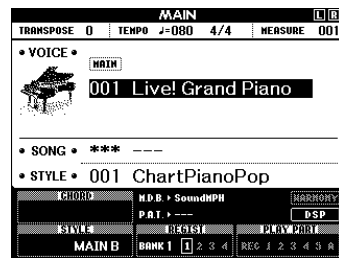 MAIN L R
TRANSPOSE 0 TEMPO ♩=080 4/4 MEASURE 001
• VOICE •
MAIN
001 Live! Grand Piano
• SONG • *** ---
• STYLE • 001 ChartPianoPop
CHORD M.D.B. ▸ SoundMPH HARMONY
P.A.T. ▸ --- DSP
STYLE REGIST PLAY PART
MAIN B BANK 1 1 2 3 4 REC 1 2 3 4 5 A